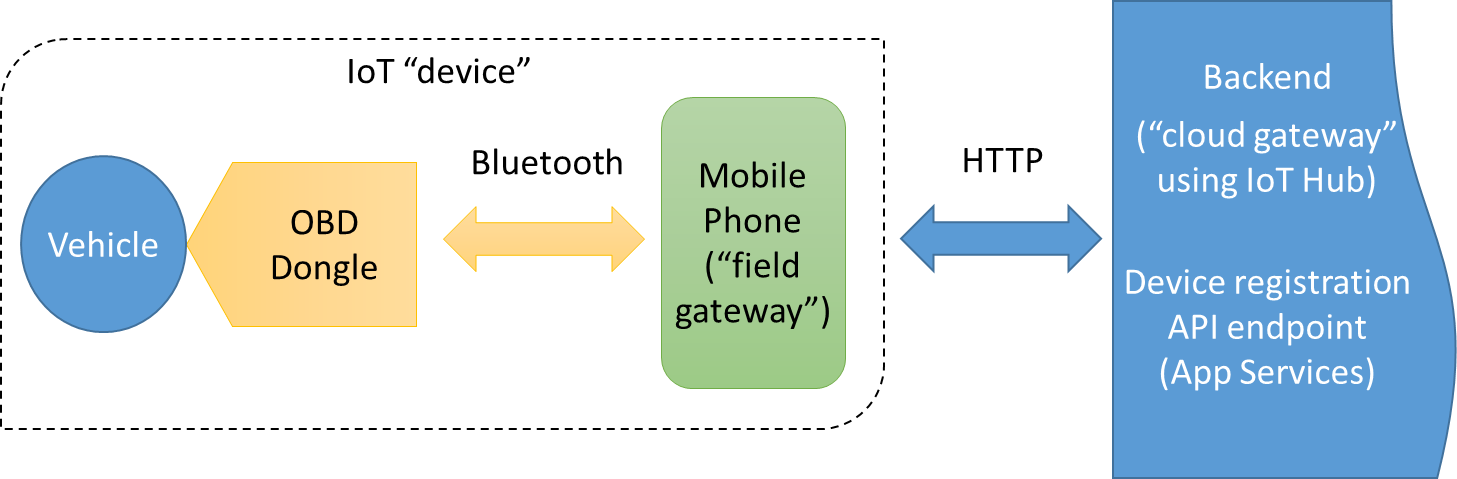 IoT “device”
Vehicle
OBD
Dongle
Bluetooth
Mobile
Phone
(“field
gateway”)
HTTP
Backend
(“cloud gateway”
using IoT Hub)
Device registration
API endpoint
(App Services)